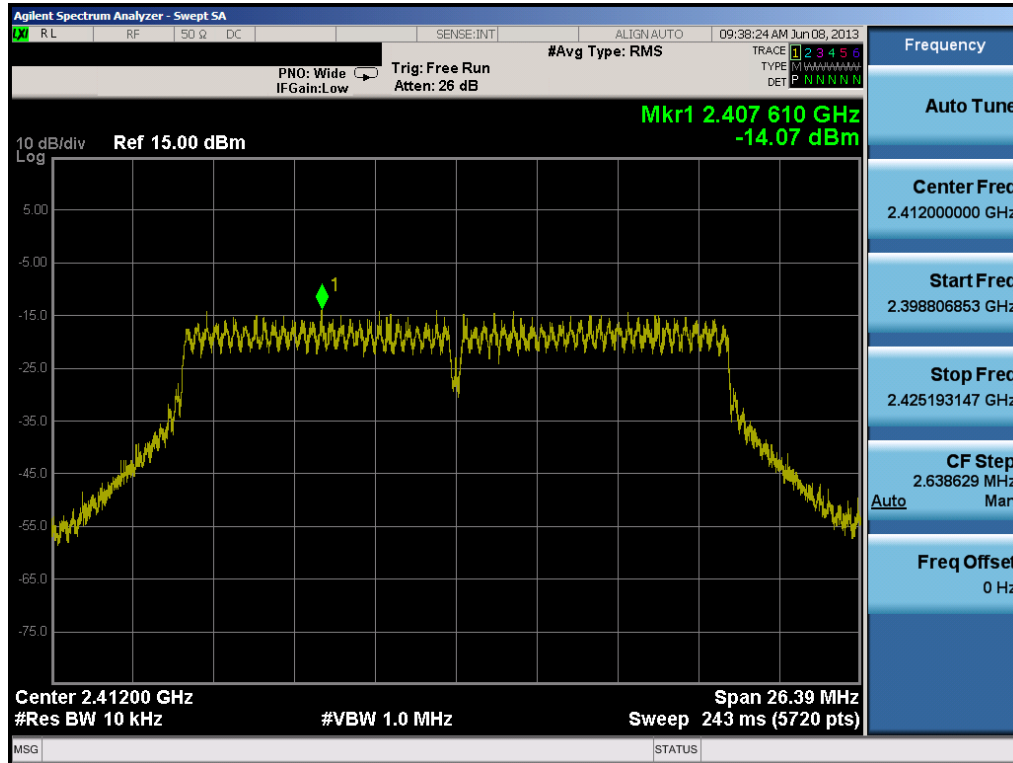 Agilent Spectrum Analyzer - Swept SA
LXI RL RF 50 Ω DC SENSE:INT ALIGN AUTO 09:38:24 AM Jun 08, 2013
PNO: Wide
IFGain:Low
Trig: Free Run
Atten: 26 dB
#Avg Type: RMS
TRACE 1 2 3 4 5 6
TYPE M WWWWW
DET P N N N N N
Mkr1 2.407 610 GHz
-14.07 dBm
10 dB/div Ref 15.00 dBm
Log
1
5.00
-5.00
-15.0
-25.0
-35.0
-45.0
-55.0
-65.0
-75.0
Center 2.41200 GHz Span 26.39 MHz
#Res BW 10 kHz #VBW 1.0 MHz Sweep 243 ms (5720 pts)
MSG STATUS
Frequency
Auto Tune
Center Freq
2.412000000 GHz
Start Freq
2.398806853 GHz
Stop Freq
2.425193147 GHz
CF Step
2.638629 MHz
Auto Man
Freq Offset
0 Hz